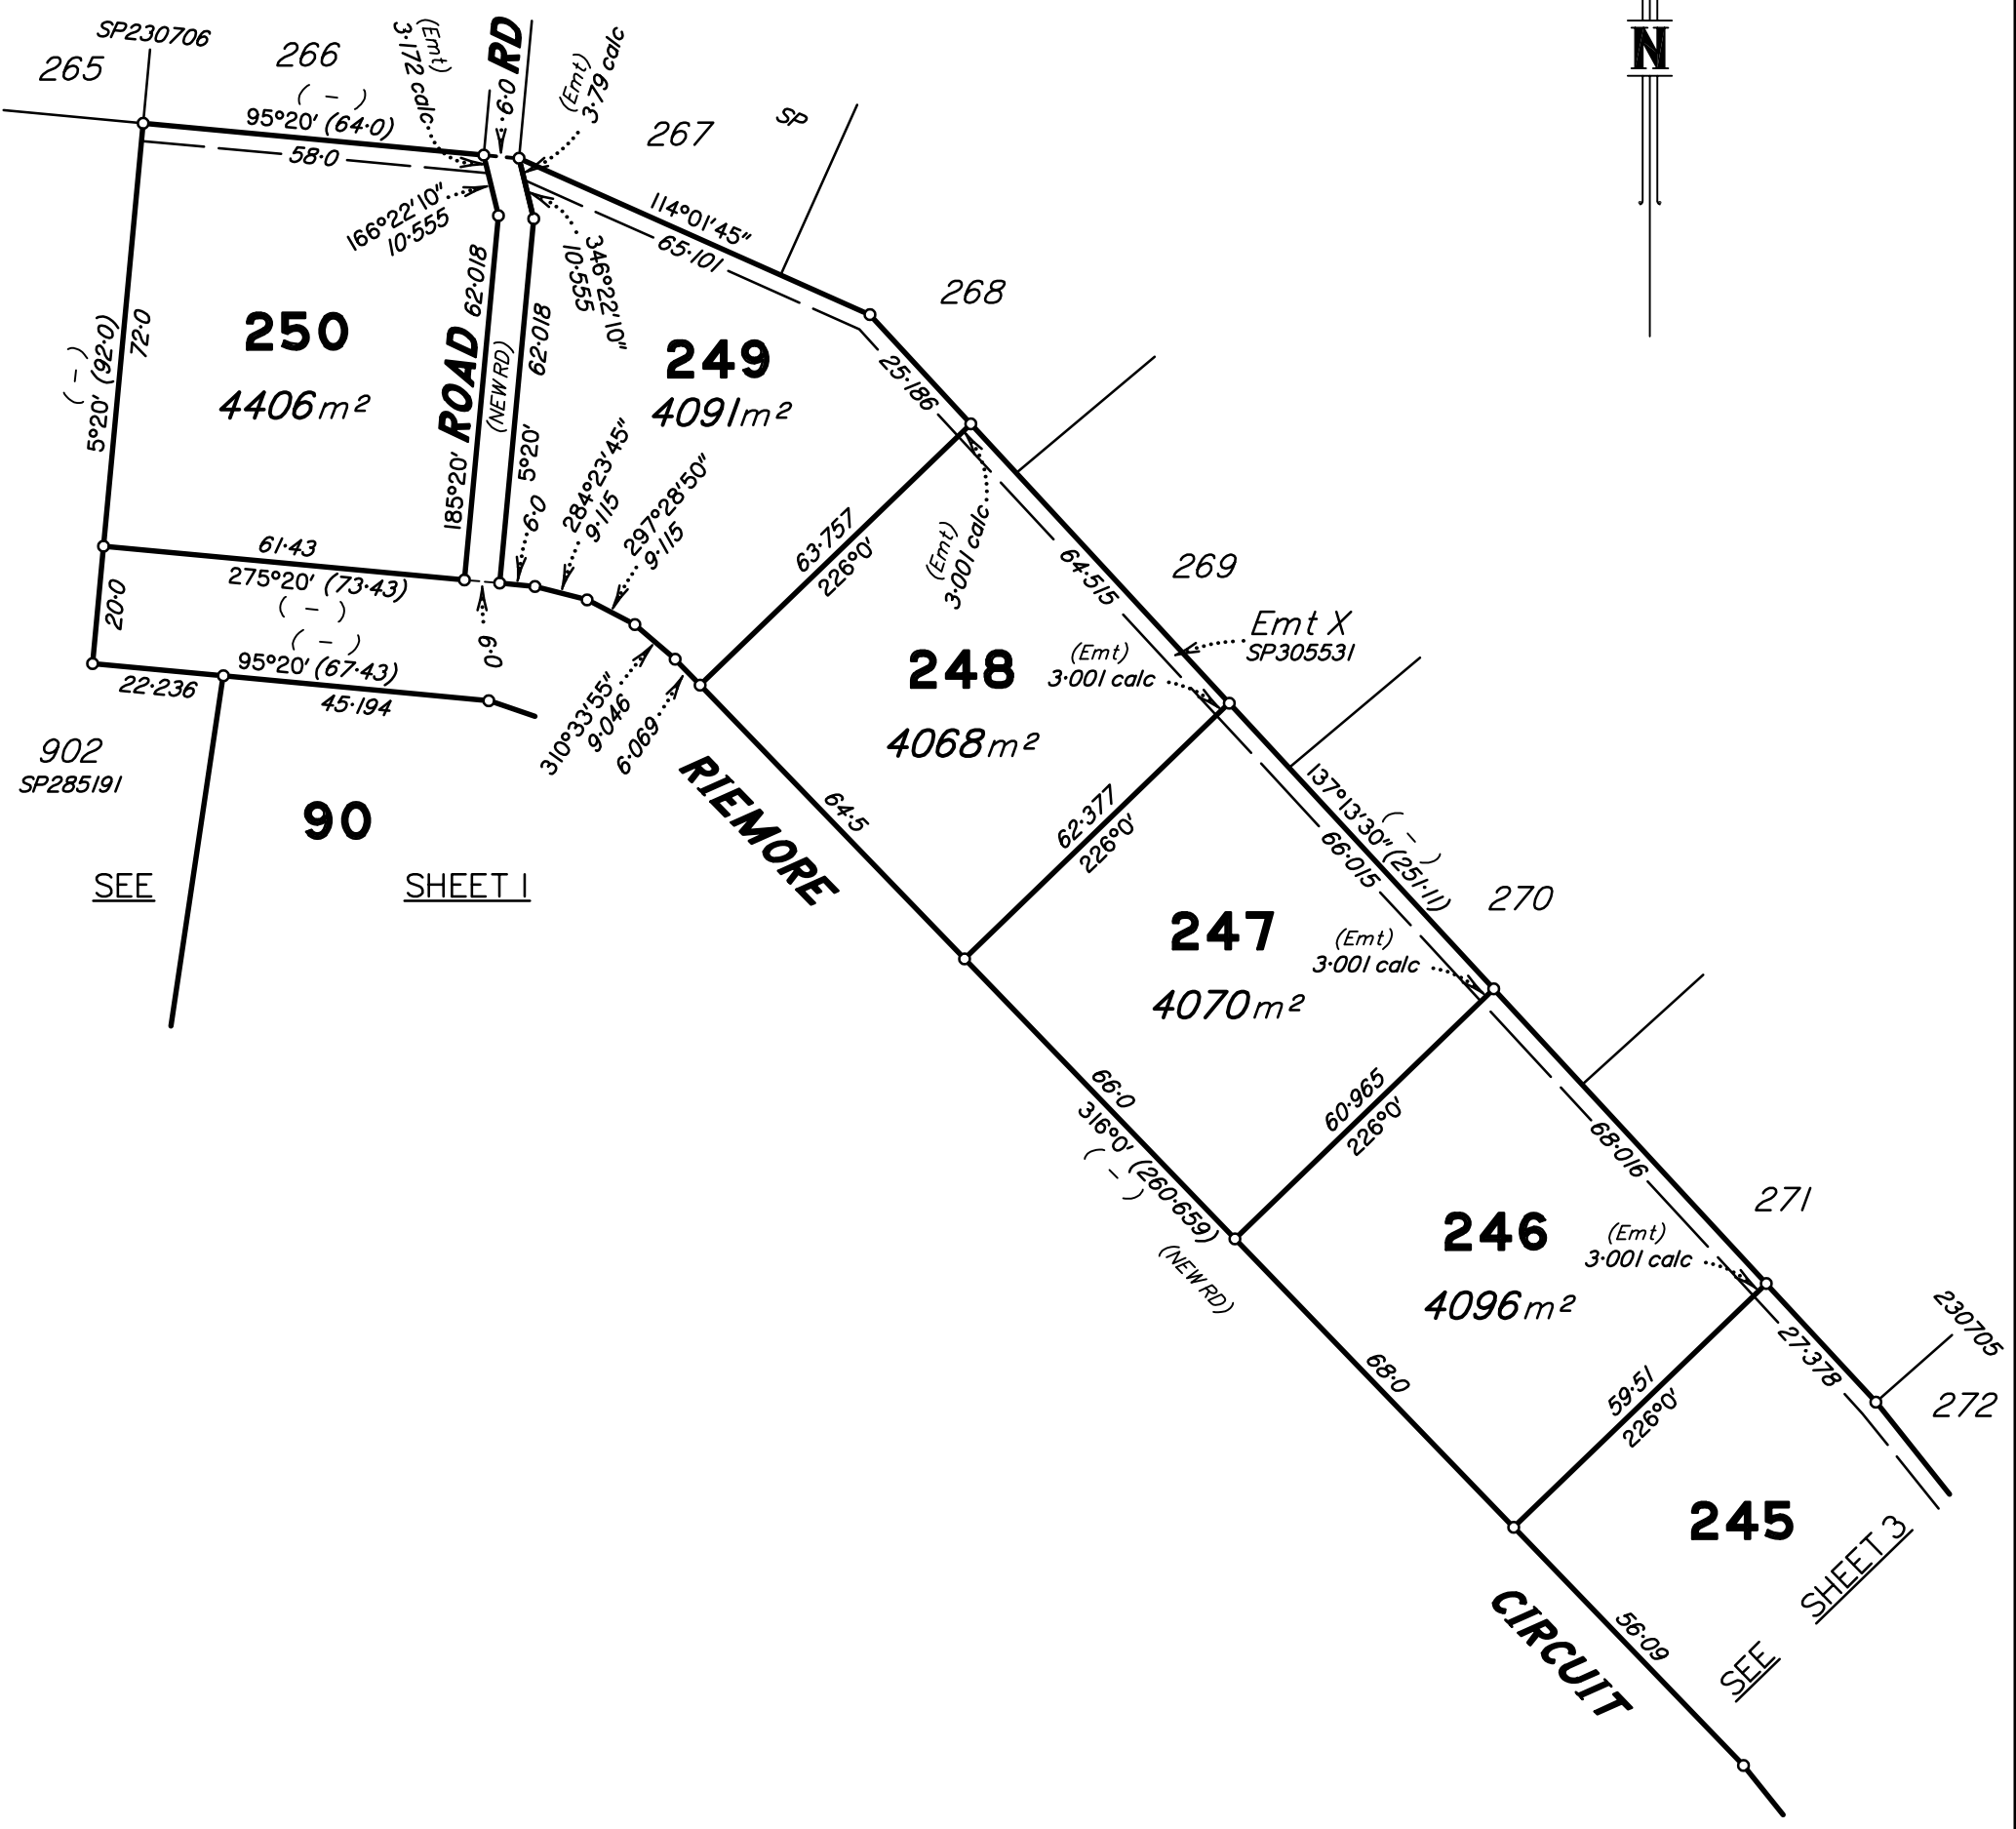 SP230706
265
266
( – )
95°20' (64·0)
58·0
(Emt)
3·172 calc
6·0
RD
(Emt)
3·79 calc
267
SP
N
166°22'10"
10·555
346°22'10"
10·555
114°01'45"
65·101
268
( – )
5°20' (92·0)
72·0
250
4406m²
ROAD
185°20'
62·018
(NEW RD)
62·018
5°20'
249
4091m²
25·186
6·0
284°23'45"
9·115
297°28'50"
9·115
63·757
226°0'
(Emt)
3·001 calc
64·515
269
61·43
275°20' (73·43)
( – )
20·0
( – )
95°20' (67·43)
22·236
45·194
6·0
310°33'55"
9·046
6·069
248
4068m²
(Emt)
3·001 calc
Emt X
SP305531
902
SP285191
90
SEE
SHEET 1
RIEMORE
64·5
62·377
226°0'
137°13'30" (251·11)
( – )
66·015
270
247
4070m²
(Emt)
3·001 calc
66·0
316°0' (260·659)
( – )
(NEW RD)
60·965
226°0'
68·016
271
246
4096m²
(Emt)
3·001 calc
230705
27·378
272
68·0
59·51
226°0'
245
SEE
SHEET 3
CIRCUIT
56·09